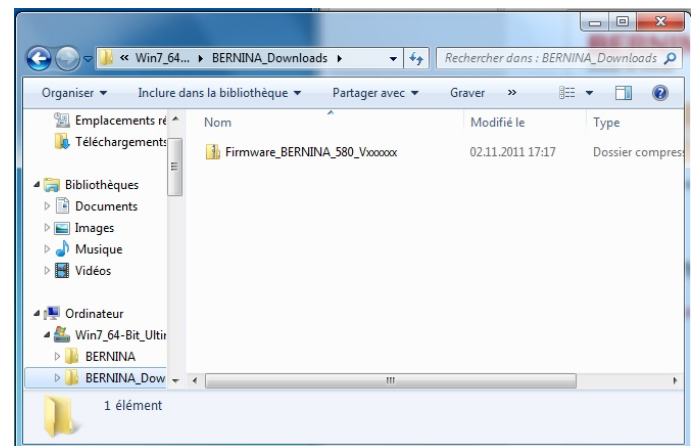 « Win7_64... ▸ BERNINA_Downloads ▸
Rechercher dans : BERNINA_Downloads
Organiser
Inclure dans la bibliothèque
Partager avec
Graver
»
Emplacements ré
Téléchargements
Bibliothèques
Documents
Images
Musique
Vidéos
Ordinateur
Win7_64-Bit_Ultin
BERNINA
BERNINA_Dow
Nom
Modifié le
Type
Firmware_BERNINA_580_Vxxxxxx
02.11.2011 17:17
Dossier compress
1 élément